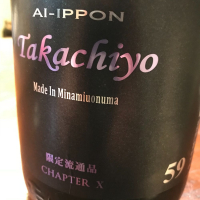 AI-IPPON
Takachiyo
Made In Minamiuonuma
限定流通品
CHAPTER X
59